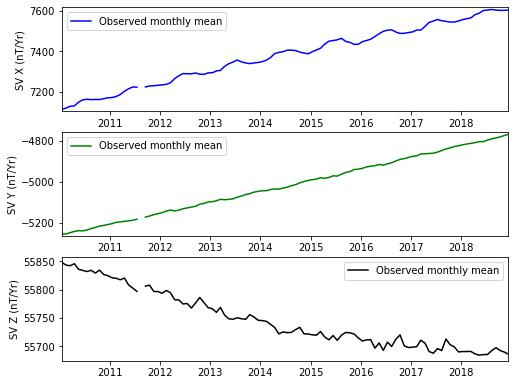 7600
7400
7200
SV X (nT/Yr)
Observed monthly mean
2011 2012 2013 2014 2015 2016 2017 2018
−4800
−5000
−5200
SV Y (nT/Yr)
Observed monthly mean
2011 2012 2013 2014 2015 2016 2017 2018
55850
55800
55750
55700
SV Z (nT/Yr)
Observed monthly mean
2011 2012 2013 2014 2015 2016 2017 2018